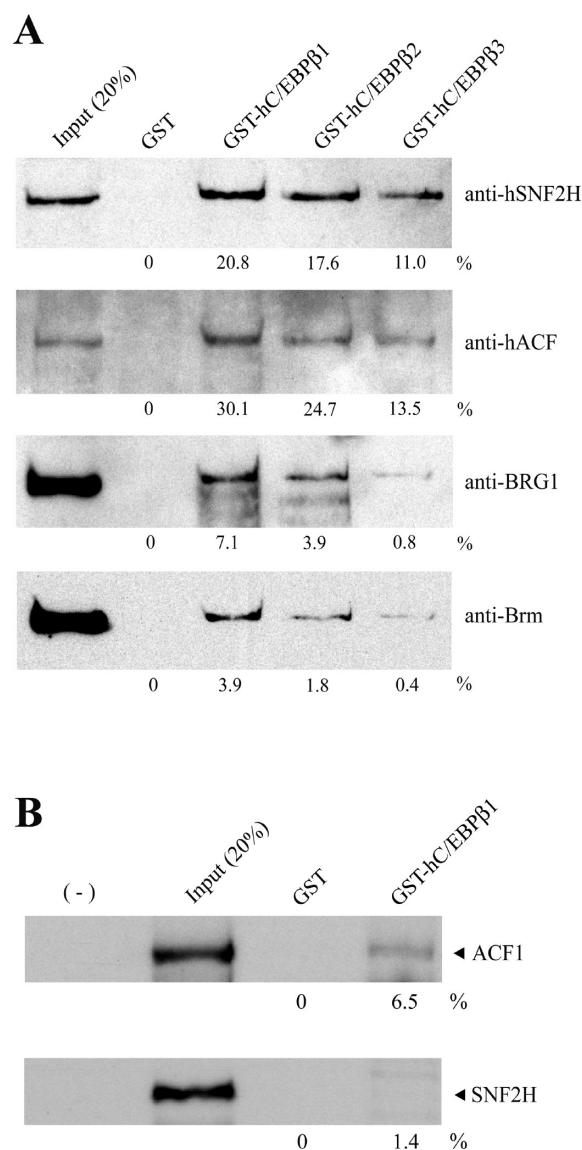 A
Input (20%) GST GST-hC/EBPβ1 GST-hC/EBPβ2 GST-hC/EBPβ3
anti-hSNF2H
0 20.8 17.6 11.0 %
anti-hACF
0 30.1 24.7 13.5 %
anti-BRG1
0 7.1 3.9 0.8 %
anti-Brm
0 3.9 1.8 0.4 %
B
(-) Input (20%) GST GST-hC/EBPβ1
◄ ACF1
0 6.5 %
◄ SNF2H
0 1.4 %